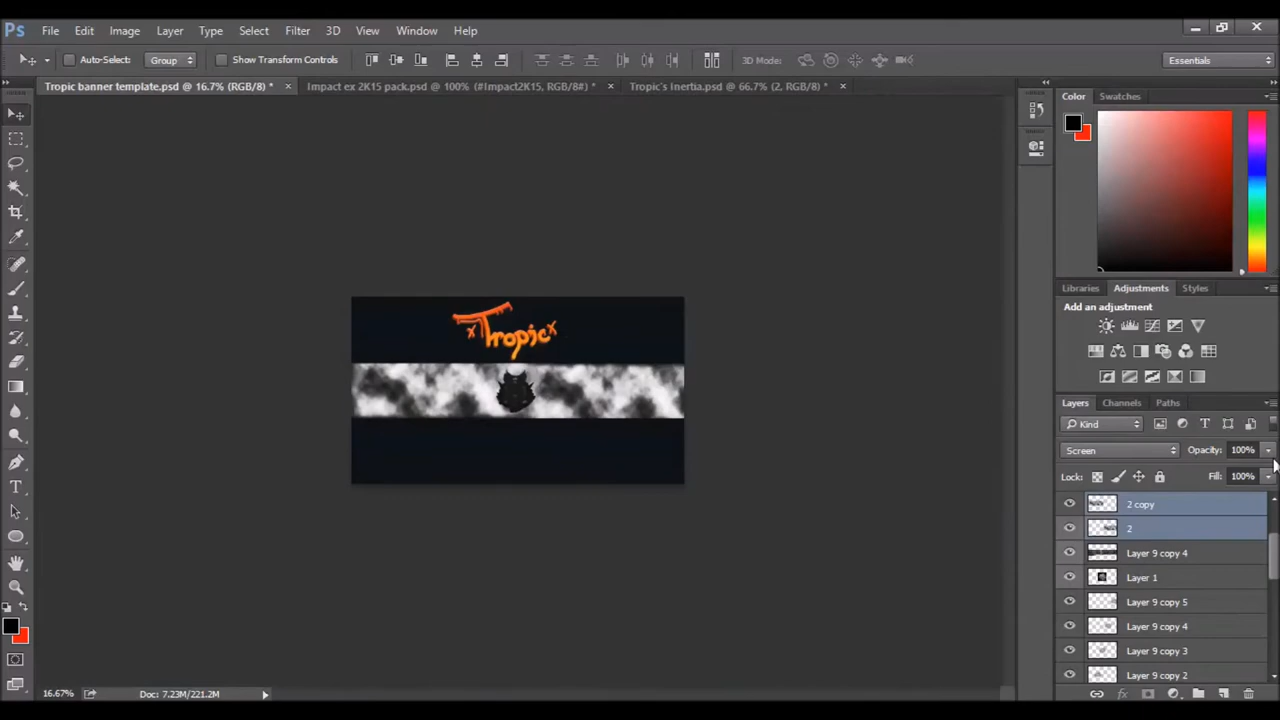 Ps File Edit Image Layer Type Select Filter 3D View Window Help
Auto-Select: Group Show Transform Controls 3D Mode: Essentials
Tropic banner template.psd @ 16.7% (RGB/8) * × Impact ex 2K15 pack.psd @ 100% (#Impact2K15, RGB/8#) * × Tropic's Inertia.psd @ 66.7% (2, RGB/8) * ×
Color Swatches
xTropicx
Libraries Adjustments Styles
Add an adjustment
Layers Channels Paths
Kind
Screen Opacity: 100%
Lock: Fill: 100%
2 copy
2
Layer 9 copy 4
Layer 1
Layer 9 copy 5
Layer 9 copy 4
Layer 9 copy 3
Layer 9 copy 2
16.67% Doc: 7.23M/221.2M